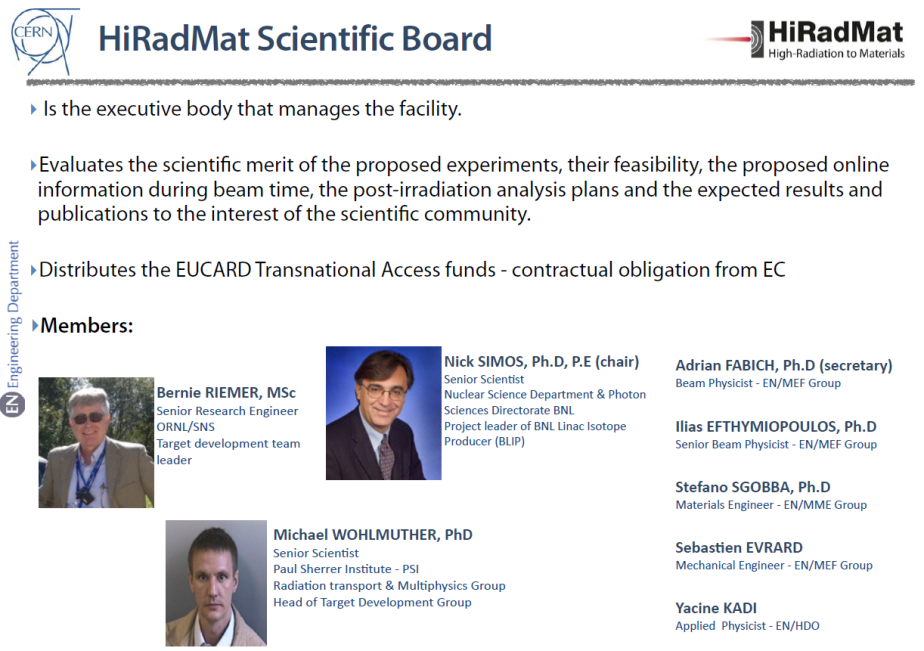 CERN
HiRadMat Scientific Board
HiRadMat
High-Radiation to Materials
Is the executive body that manages the facility.
Evaluates the scientific merit of the proposed experiments, their feasibility, the proposed online
information during beam time, the post-irradiation analysis plans and the expected results and
publications to the interest of the scientific community.
Distributes the EUCARD Transnational Access funds - contractual obligation from EC
Members:
EN Engineering Department
Bernie RIEMER, MSc
Senior Research Engineer
ORNL/SNS
Target development team
leader
Nick SIMOS, Ph.D, P.E (chair)
Senior Scientist
Nuclear Science Department & Photon
Sciences Directorate BNL
Project leader of BNL Linac Isotope
Producer (BLIP)
Michael WOHLMUTHER, PhD
Senior Scientist
Paul Sherrer Institute - PSI
Radiation transport & Multiphysics Group
Head of Target Development Group
Adrian FABICH, Ph.D (secretary)
Beam Physicist - EN/MEF Group
Ilias EFTHYMIOPOULOS, Ph.D
Senior Beam Physicist - EN/MEF Group
Stefano SGOBBA, Ph.D
Materials Engineer - EN/MME Group
Sebastien EVRARD
Mechanical Engineer - EN/MEF Group
Yacine KADI
Applied Physicist - EN/HDO